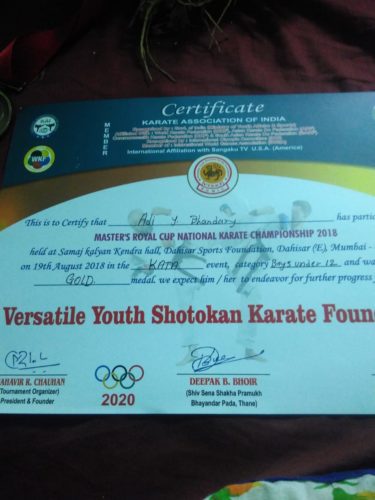 Certificate
KARATE ASSOCIATION OF INDIA
MEMBER
International Affiliation with Sangaku TV U.S.A. (America)
KAI
WKF
This is to Certify that Adi Y. Bhandary has partic
MASTER'S ROYAL CUP NATIONAL KARATE CHAMPIONSHIP 2018
held at Samaj kalyan Kendra hall, Dahisar Sports Foundation, Dahisar (E), Mumbai -
on 19th August 2018 in the KATA event, category Boys under 12 and wa
GOLD medal. we expect him / her to endeavor for further progress
Versatile Youth Shotokan Karate Foun
AHAVIR R. CHAUHAN
(Tournament Organizer)
President & Founder
2020
DEEPAK B. BHOIR
(Shiv Sena Shakha Pramukh
Bhayandar Pada, Thane)